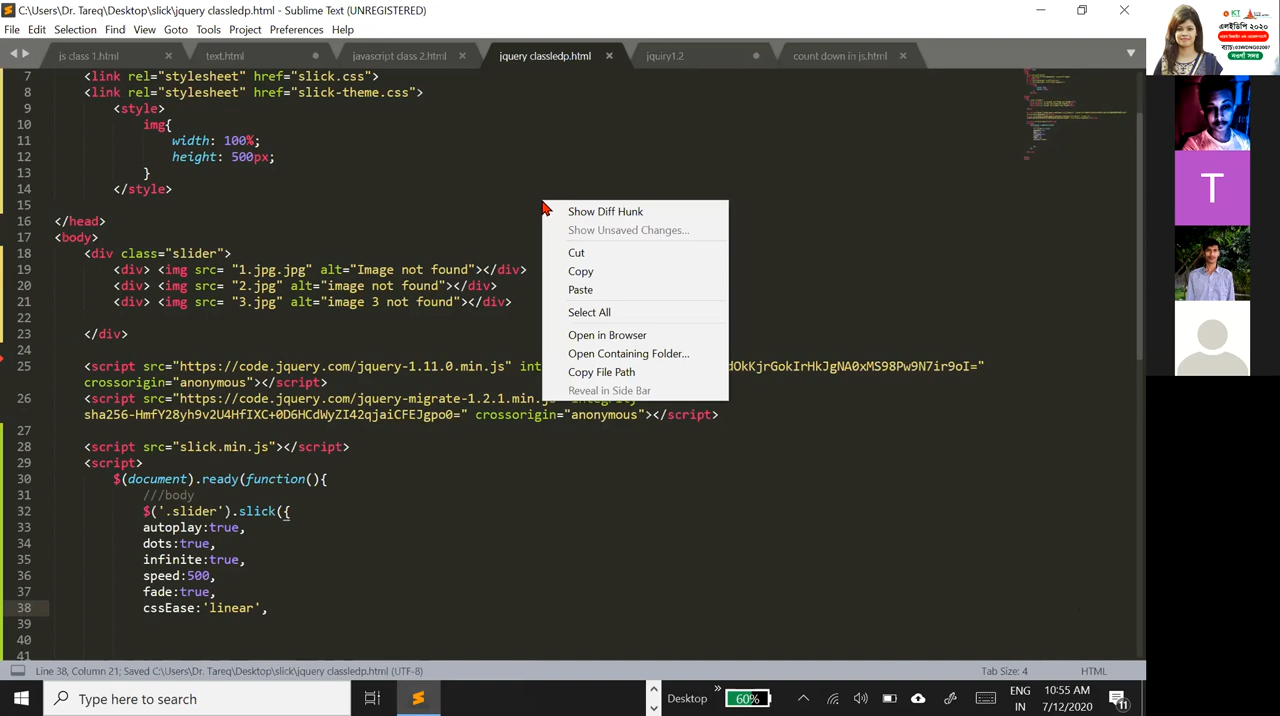 C:\Users\Dr. Tareq\Desktop\slick\jquery classledp.html - Sublime Text (UNREGISTERED)
File Edit Selection Find View Goto Tools Project Preferences Help
js class 1.html text.html javascript class 2.html jquery classledp.html jquiry1.2 count down in js.html
7 <link rel="stylesheet" href="slick.css">
8 <link rel="stylesheet" href="slick-theme.css">
9 <style>
10 img{
11 width: 100%;
12 height: 500px;
13 }
14 </style>
15
16 </head>
17 <body>
18 <div class="slider">
19 <div> <img src= "1.jpg.jpg" alt="Image not found"></div>
20 <div> <img src= "2.jpg" alt="image not found"></div>
21 <div> <img src= "3.jpg" alt="image 3 not found"></div>
22
23 </div>
24
25 <script src="https://code.jquery.com/jquery-1.11.0.min.js" int dOkKjrGokIrHkJgNA0xMS98Pw9N7ir9oI="
crossorigin="anonymous"></script>
26 <script src="https://code.jquery.com/jquery-migrate-1.2.1.min.js"
sha256-HmfY28yh9v2U4HfIXC+0D6HCdWyZI42qjaiCFEJgpo0=" crossorigin="anonymous"></script>
27
28 <script src="slick.min.js"></script>
29 <script>
30 $(document).ready(function(){
31 ///body
32 $('.slider').slick({
33 autoplay:true,
34 dots:true,
35 infinite:true,
36 speed:500,
37 fade:true,
38 cssEase:'linear',
39
40
41
Show Diff Hunk
Show Unsaved Changes...
Cut
Copy
Paste
Select All
Open in Browser
Open Containing Folder...
Copy File Path
Reveal in Side Bar
ICT
এলইডিপি ২০২০
ব্যাচ:03WDNG02007
নওগাঁ সদর
T
Line 38, Column 21; Saved C:\Users\Dr. Tareq\Desktop\slick\jquery classledp.html (UTF-8) Tab Size: 4 HTML
Type here to search Desktop 60% ENG IN 10:55 AM 7/12/2020 11